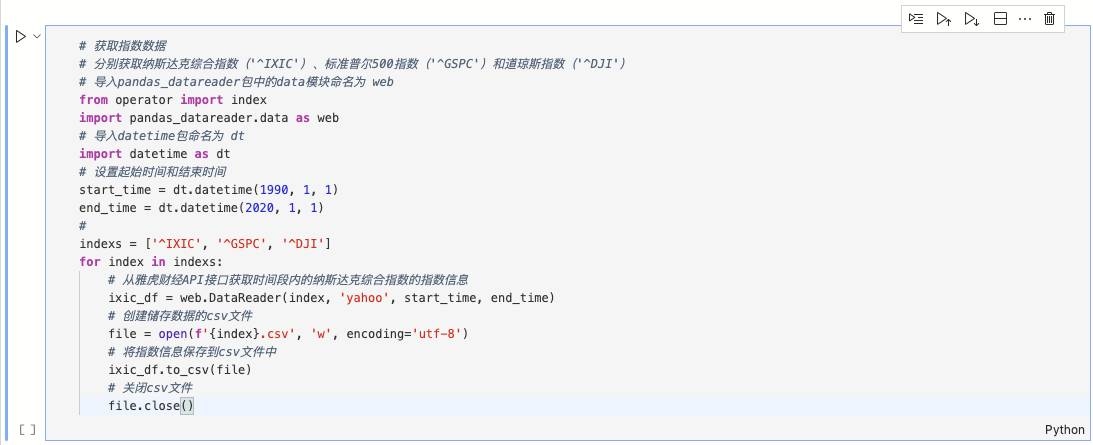 # 获取指数数据
# 分别获取纳斯达克综合指数（'^IXIC'）、标准普尔500指数（'^GSPC'）和道琼斯指数（'^DJI'）
# 导入pandas_datareader包中的data模块命名为 web
from operator import index
import pandas_datareader.data as web
# 导入datetime包命名为 dt
import datetime as dt
# 设置起始时间和结束时间
start_time = dt.datetime(1990, 1, 1)
end_time = dt.datetime(2020, 1, 1)
#
indexs = ['^IXIC', '^GSPC', '^DJI']
for index in indexs:
    # 从雅虎财经API接口获取时间段内的纳斯达克综合指数的指数信息
    ixic_df = web.DataReader(index, 'yahoo', start_time, end_time)
    # 创建储存数据的csv文件
    file = open(f'{index}.csv', 'w', encoding='utf-8')
    # 将指数信息保存到csv文件中
    ixic_df.to_csv(file)
    # 关闭csv文件
    file.close()
[ ]
Python